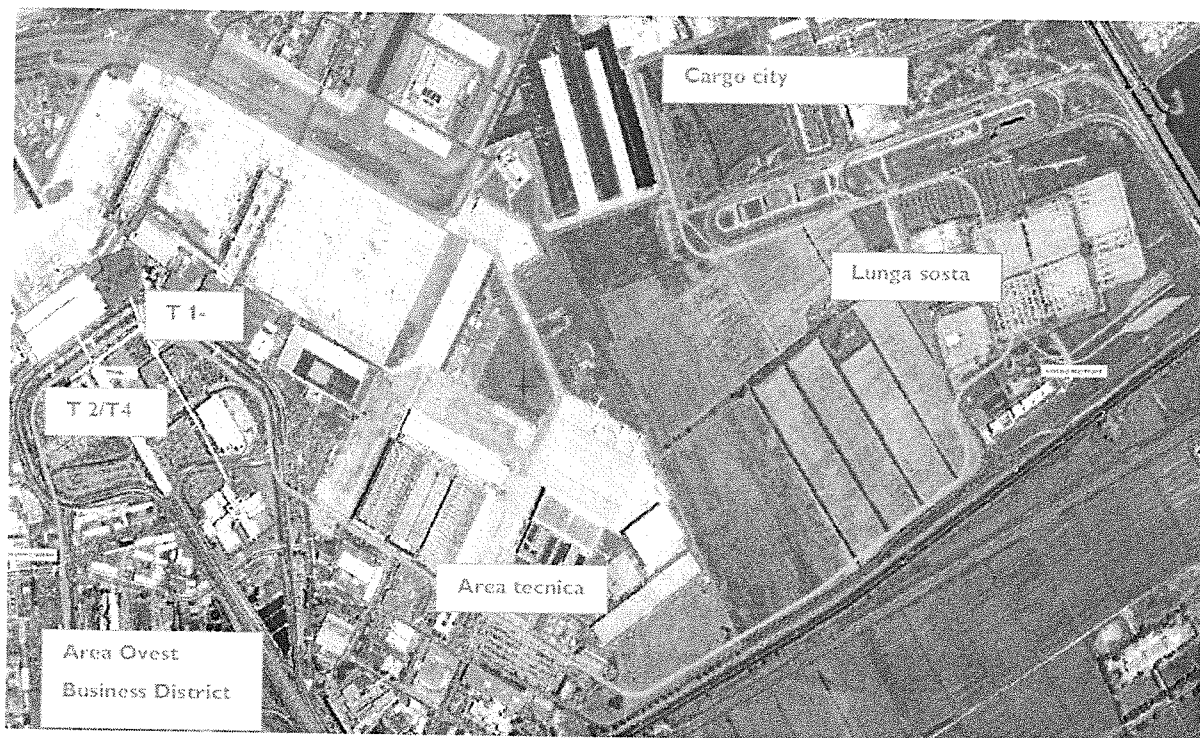 Cargo city
Lunga sosta
T 1-
T 2/T4
Area tecnica
Area Ovest
Business District